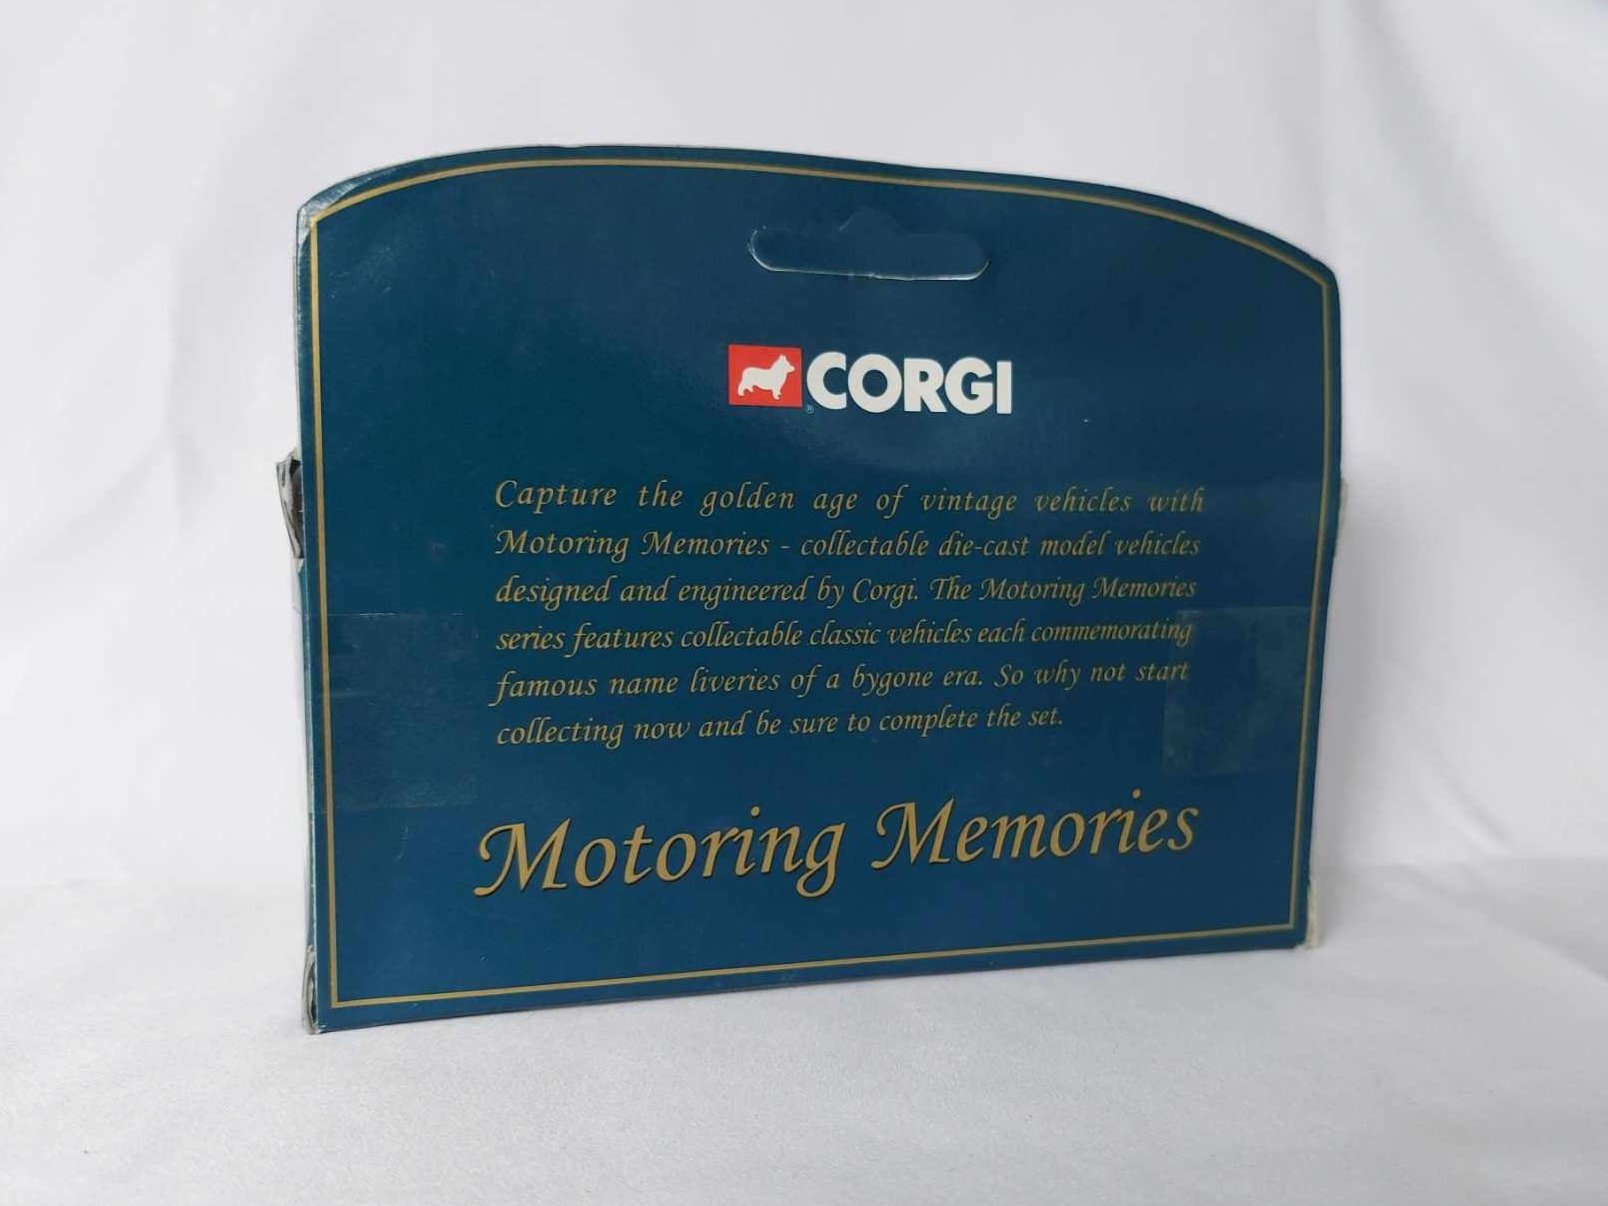 CORGI
Capture the golden age of vintage vehicles with
Motoring Memories - collectable die-cast model vehicles
designed and engineered by Corgi. The Motoring Memories
series features collectable classic vehicles each commemorating
famous name liveries of a bygone era. So why not start
collecting now and be sure to complete the set.
Motoring Memories